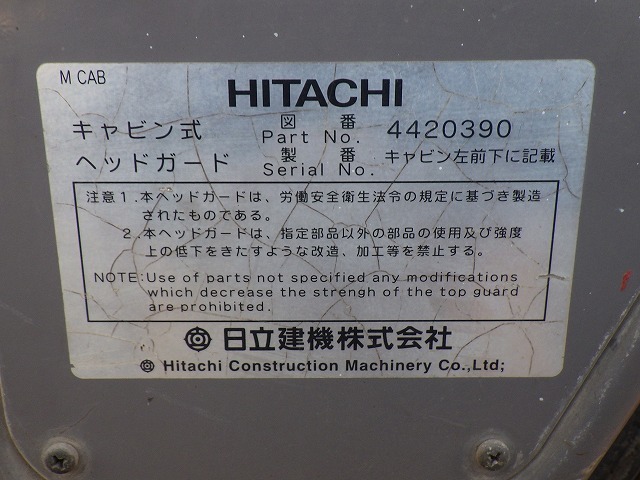 M CAB
HITACHI
キャビン式 図番 4420390
Part No.
ヘッドガード 製番 キャビン左前下に記載
Serial No.
注意1.本ヘッドガードは、労働安全衛生法令の規定に基づき製造
されたものである。
2.本ヘッドガードは、指定部品以外の部品の使用及び強度
上の低下をきたすような改造、加工等を禁止する。
NOTE:Use of parts not specified any modifications
which decrease the strengh of the top guard
are prohibited.
日立建機株式会社
Hitachi Construction Machinery Co.,Ltd;